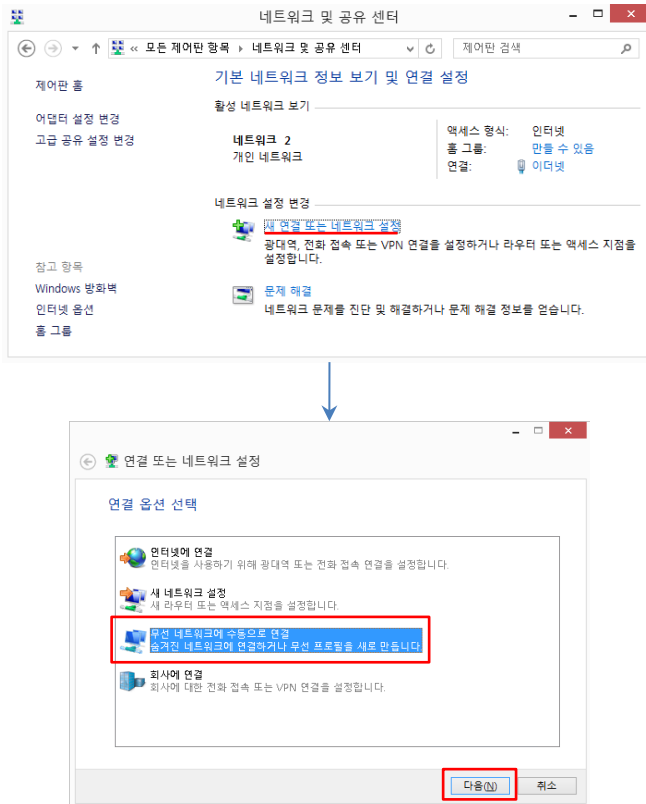 네트워크 및 공유 센터
« 모든 제어판 항목 ▸ 네트워크 및 공유 센터
제어판 검색
제어판 홈
어댑터 설정 변경
고급 공유 설정 변경
참고 항목
Windows 방화벽
인터넷 옵션
홈 그룹
기본 네트워크 정보 보기 및 연결 설정
활성 네트워크 보기
네트워크 2
개인 네트워크
액세스 형식: 인터넷
홈 그룹: 만들 수 있음
연결: 이더넷
네트워크 설정 변경
새 연결 또는 네트워크 설정
광대역, 전화 접속 또는 VPN 연결을 설정하거나 라우터 또는 액세스 지점을
설정합니다.
문제 해결
네트워크 문제를 진단 및 해결하거나 문제 해결 정보를 얻습니다.
연결 또는 네트워크 설정
연결 옵션 선택
인터넷에 연결
인터넷을 사용하기 위해 광대역 또는 전화 접속 연결을 설정합니다.
새 네트워크 설정
새 라우터 또는 액세스 지점을 설정합니다.
무선 네트워크에 수동으로 연결
숨겨진 네트워크에 연결하거나 무선 프로필을 새로 만듭니다.
회사에 연결
회사에 대한 전화 접속 또는 VPN 연결을 설정합니다.
다음(N)
취소